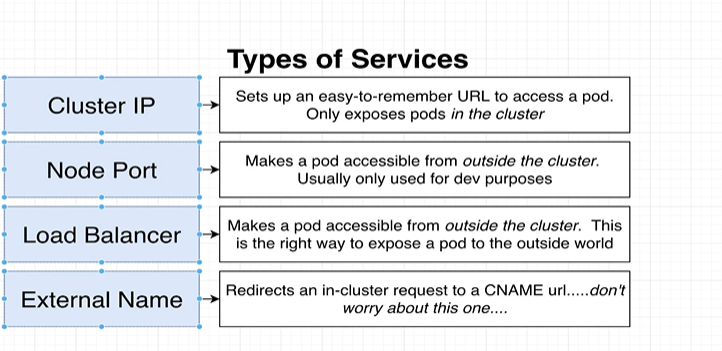 Types of Services
Cluster IP
Sets up an easy-to-remember URL to access a pod.
Only exposes pods in the cluster
Node Port
Makes a pod accessible from outside the cluster.
Usually only used for dev purposes
Load Balancer
Makes a pod accessible from outside the cluster. This
is the right way to expose a pod to the outside world
External Name
Redirects an in-cluster request to a CNAME url.....don't
worry about this one....